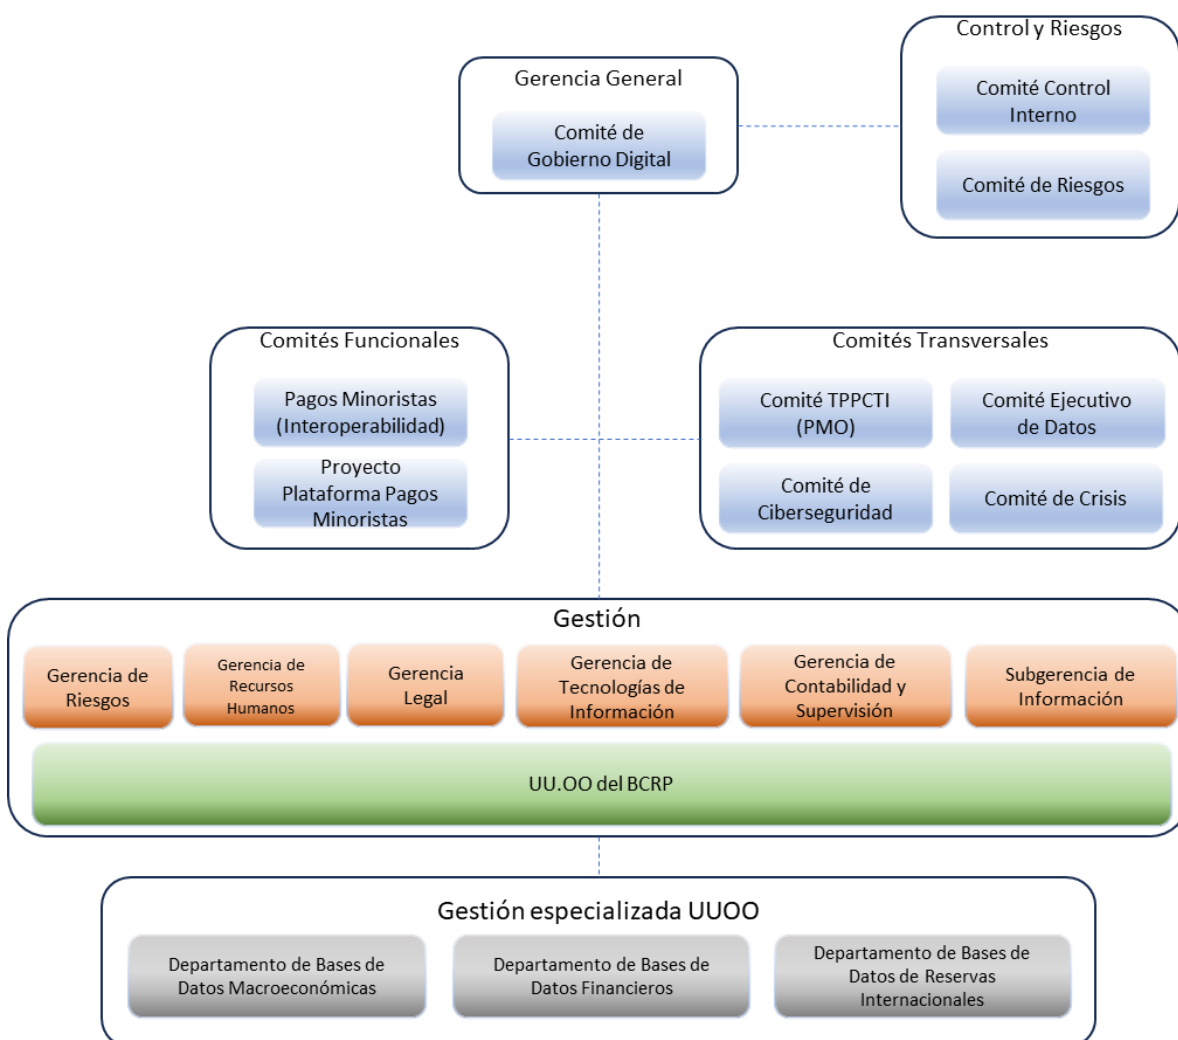 Control y Riesgos
Comité Control
Interno
Comité de Riesgos
Gerencia General
Comité de
Gobierno Digital
Comités Funcionales
Pagos Minoristas
(Interoperabilidad)
Proyecto
Plataforma Pagos
Minoristas
Comités Transversales
Comité TPPCTI
(PMO)
Comité Ejecutivo
de Datos
Comité de
Ciberseguridad
Comité de Crisis
Gestión
Gerencia de
Riesgos
Gerencia de
Recursos
Humanos
Gerencia
Legal
Gerencia de
Tecnologías de
Información
Gerencia de
Contabilidad y
Supervisión
Subgerencia de
Información
UU.OO del BCRP
Gestión especializada UUOO
Departamento de Bases de
Datos Macroeconómicas
Departamento de Bases de
Datos Financieros
Departamento de Bases de
Datos de Reservas
Internacionales